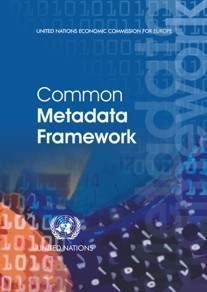 UNITED NATIONS ECONOMIC COMMISSION FOR EUROPE
Common
Metadata
Framework
UNITED NATIONS